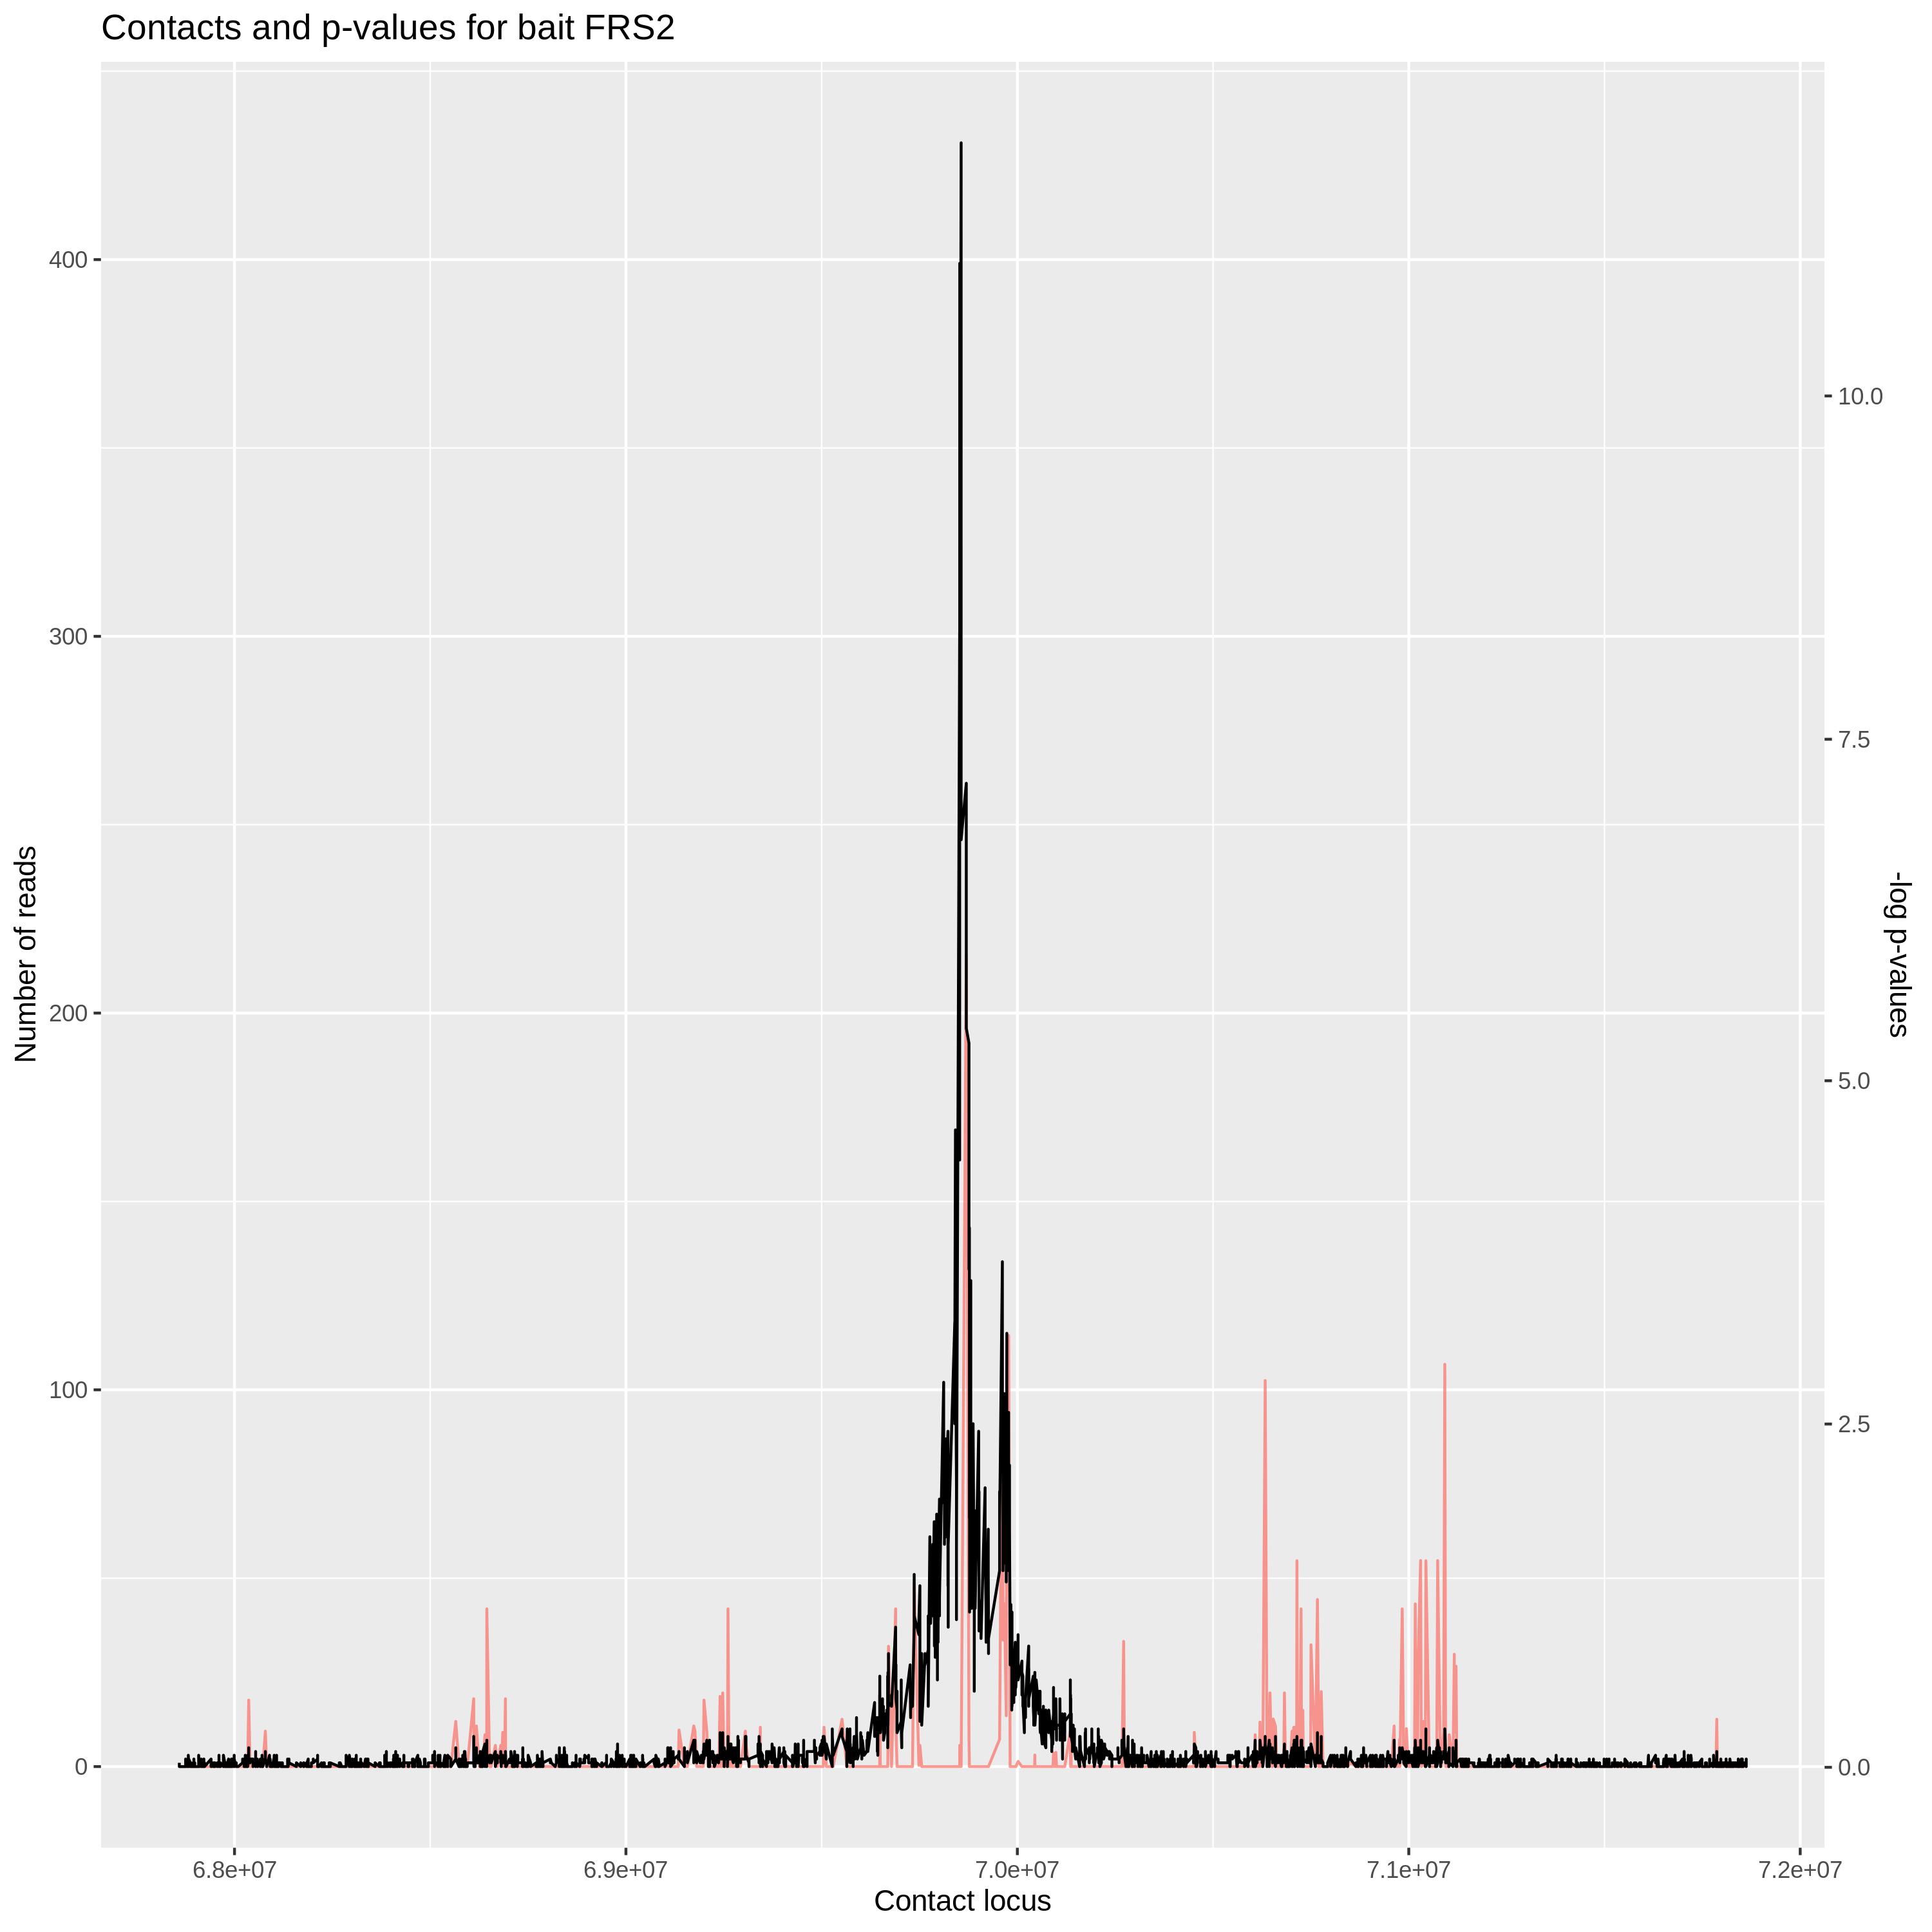 Contacts and p-values for bait FRS2
400
300
200
100
0
Number of reads
10.0
7.5
5.0
2.5
0.0
-log p-values
6.8e+07
6.9e+07
7.0e+07
7.1e+07
7.2e+07
Contact locus